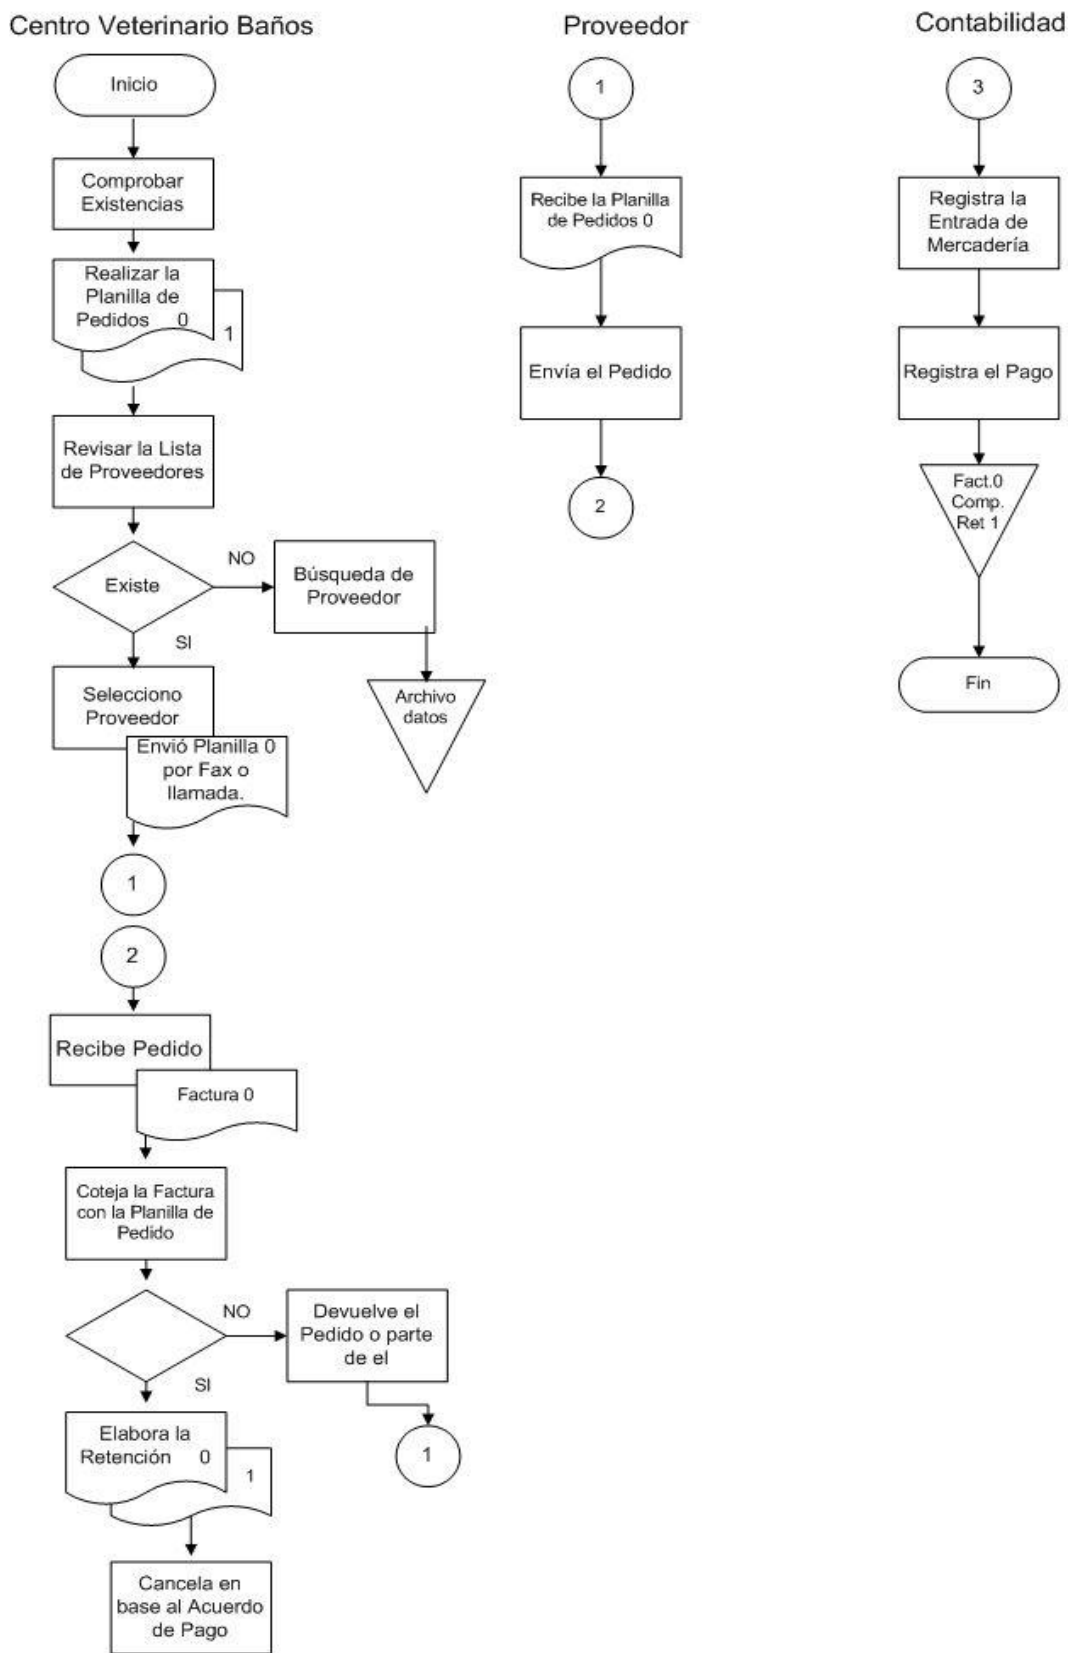 Centro Veterinario Baños
Inicio
Comprobar
Existencias
Realizar la
Planilla de
Pedidos 0
1
Revisar la Lista
de Proveedores
Existe
NO
Búsqueda de
Proveedor
SI
Archivo
datos
Selecciono
Proveedor
Envió Planilla 0
por Fax o
llamada.
1
2
Recibe Pedido
Factura 0
Coteja la Factura
con la Planilla de
Pedido
NO
Devuelve el
Pedido o parte
de el
SI
1
Elabora la
Retención 0
1
Cancela en
base al Acuerdo
de Pago
Proveedor
1
Recibe la Planilla
de Pedidos 0
Envía el Pedido
2
Contabilidad
3
Registra la
Entrada de
Mercadería
Registra el Pago
Fact.0
Comp.
Ret 1
Fin